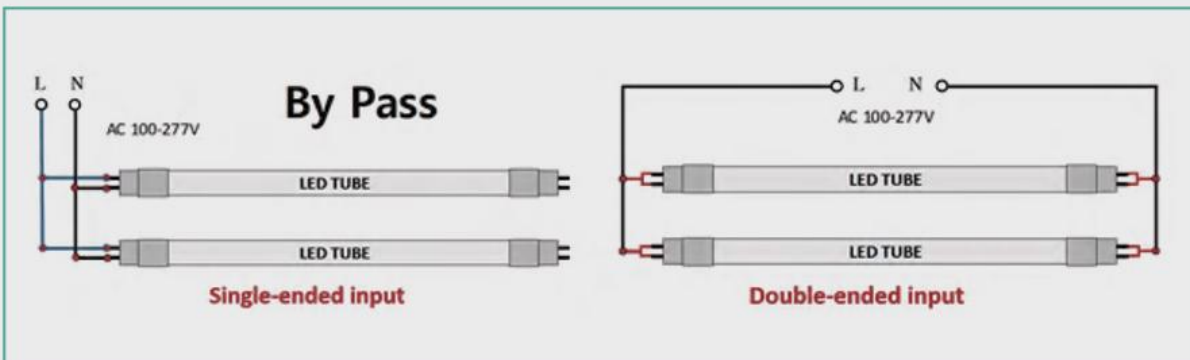 L N
By Pass
AC 100-277V
LED TUBE
LED TUBE
Single-ended input
L N
AC 100-277V
LED TUBE
LED TUBE
Double-ended input